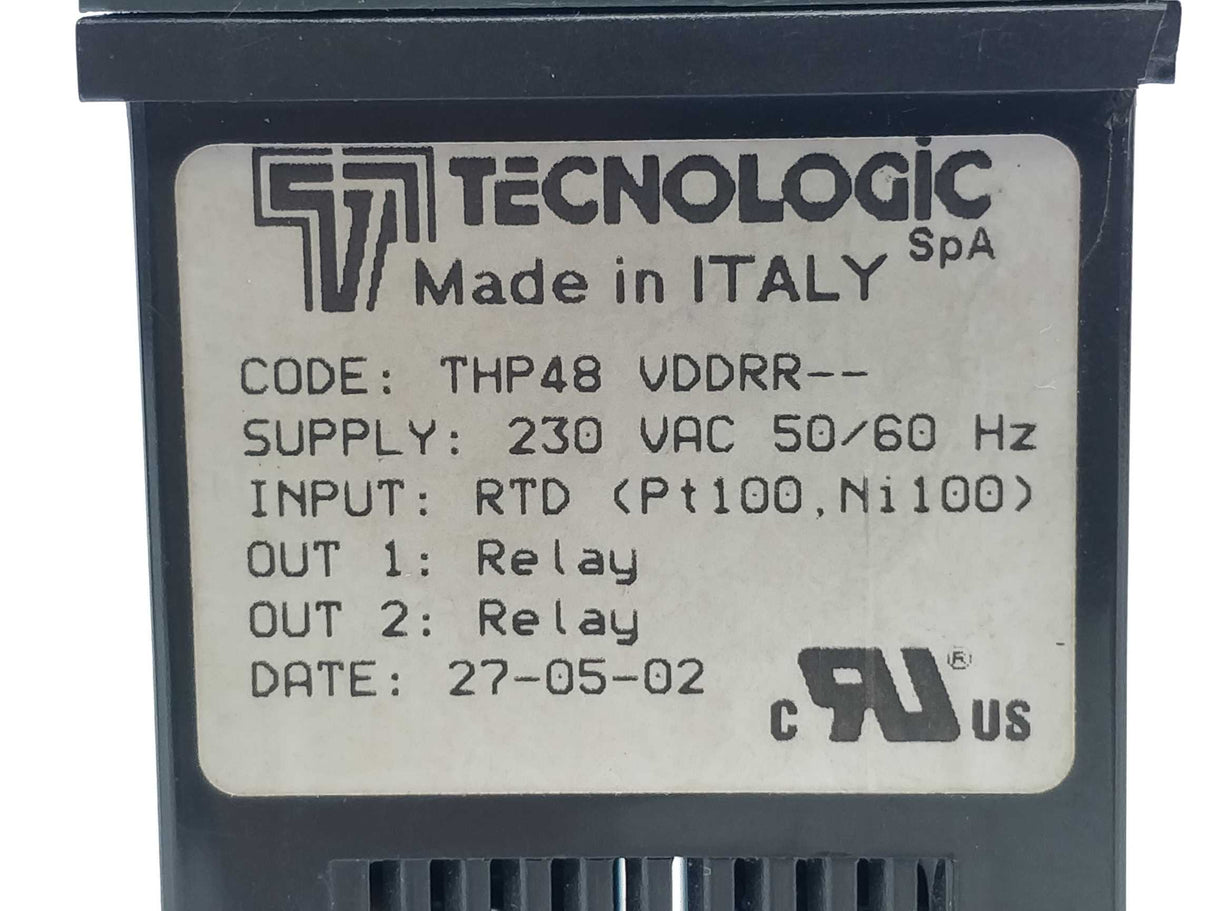 TECNOLOGIC
SpA
Made in ITALY
CODE: THP48 VDDRR--
SUPPLY: 230 VAC 50/60 Hz
INPUT: RTD (Pt100,Ni100)
OUT 1: Relay
OUT 2: Relay
DATE: 27-05-02
c RU® US